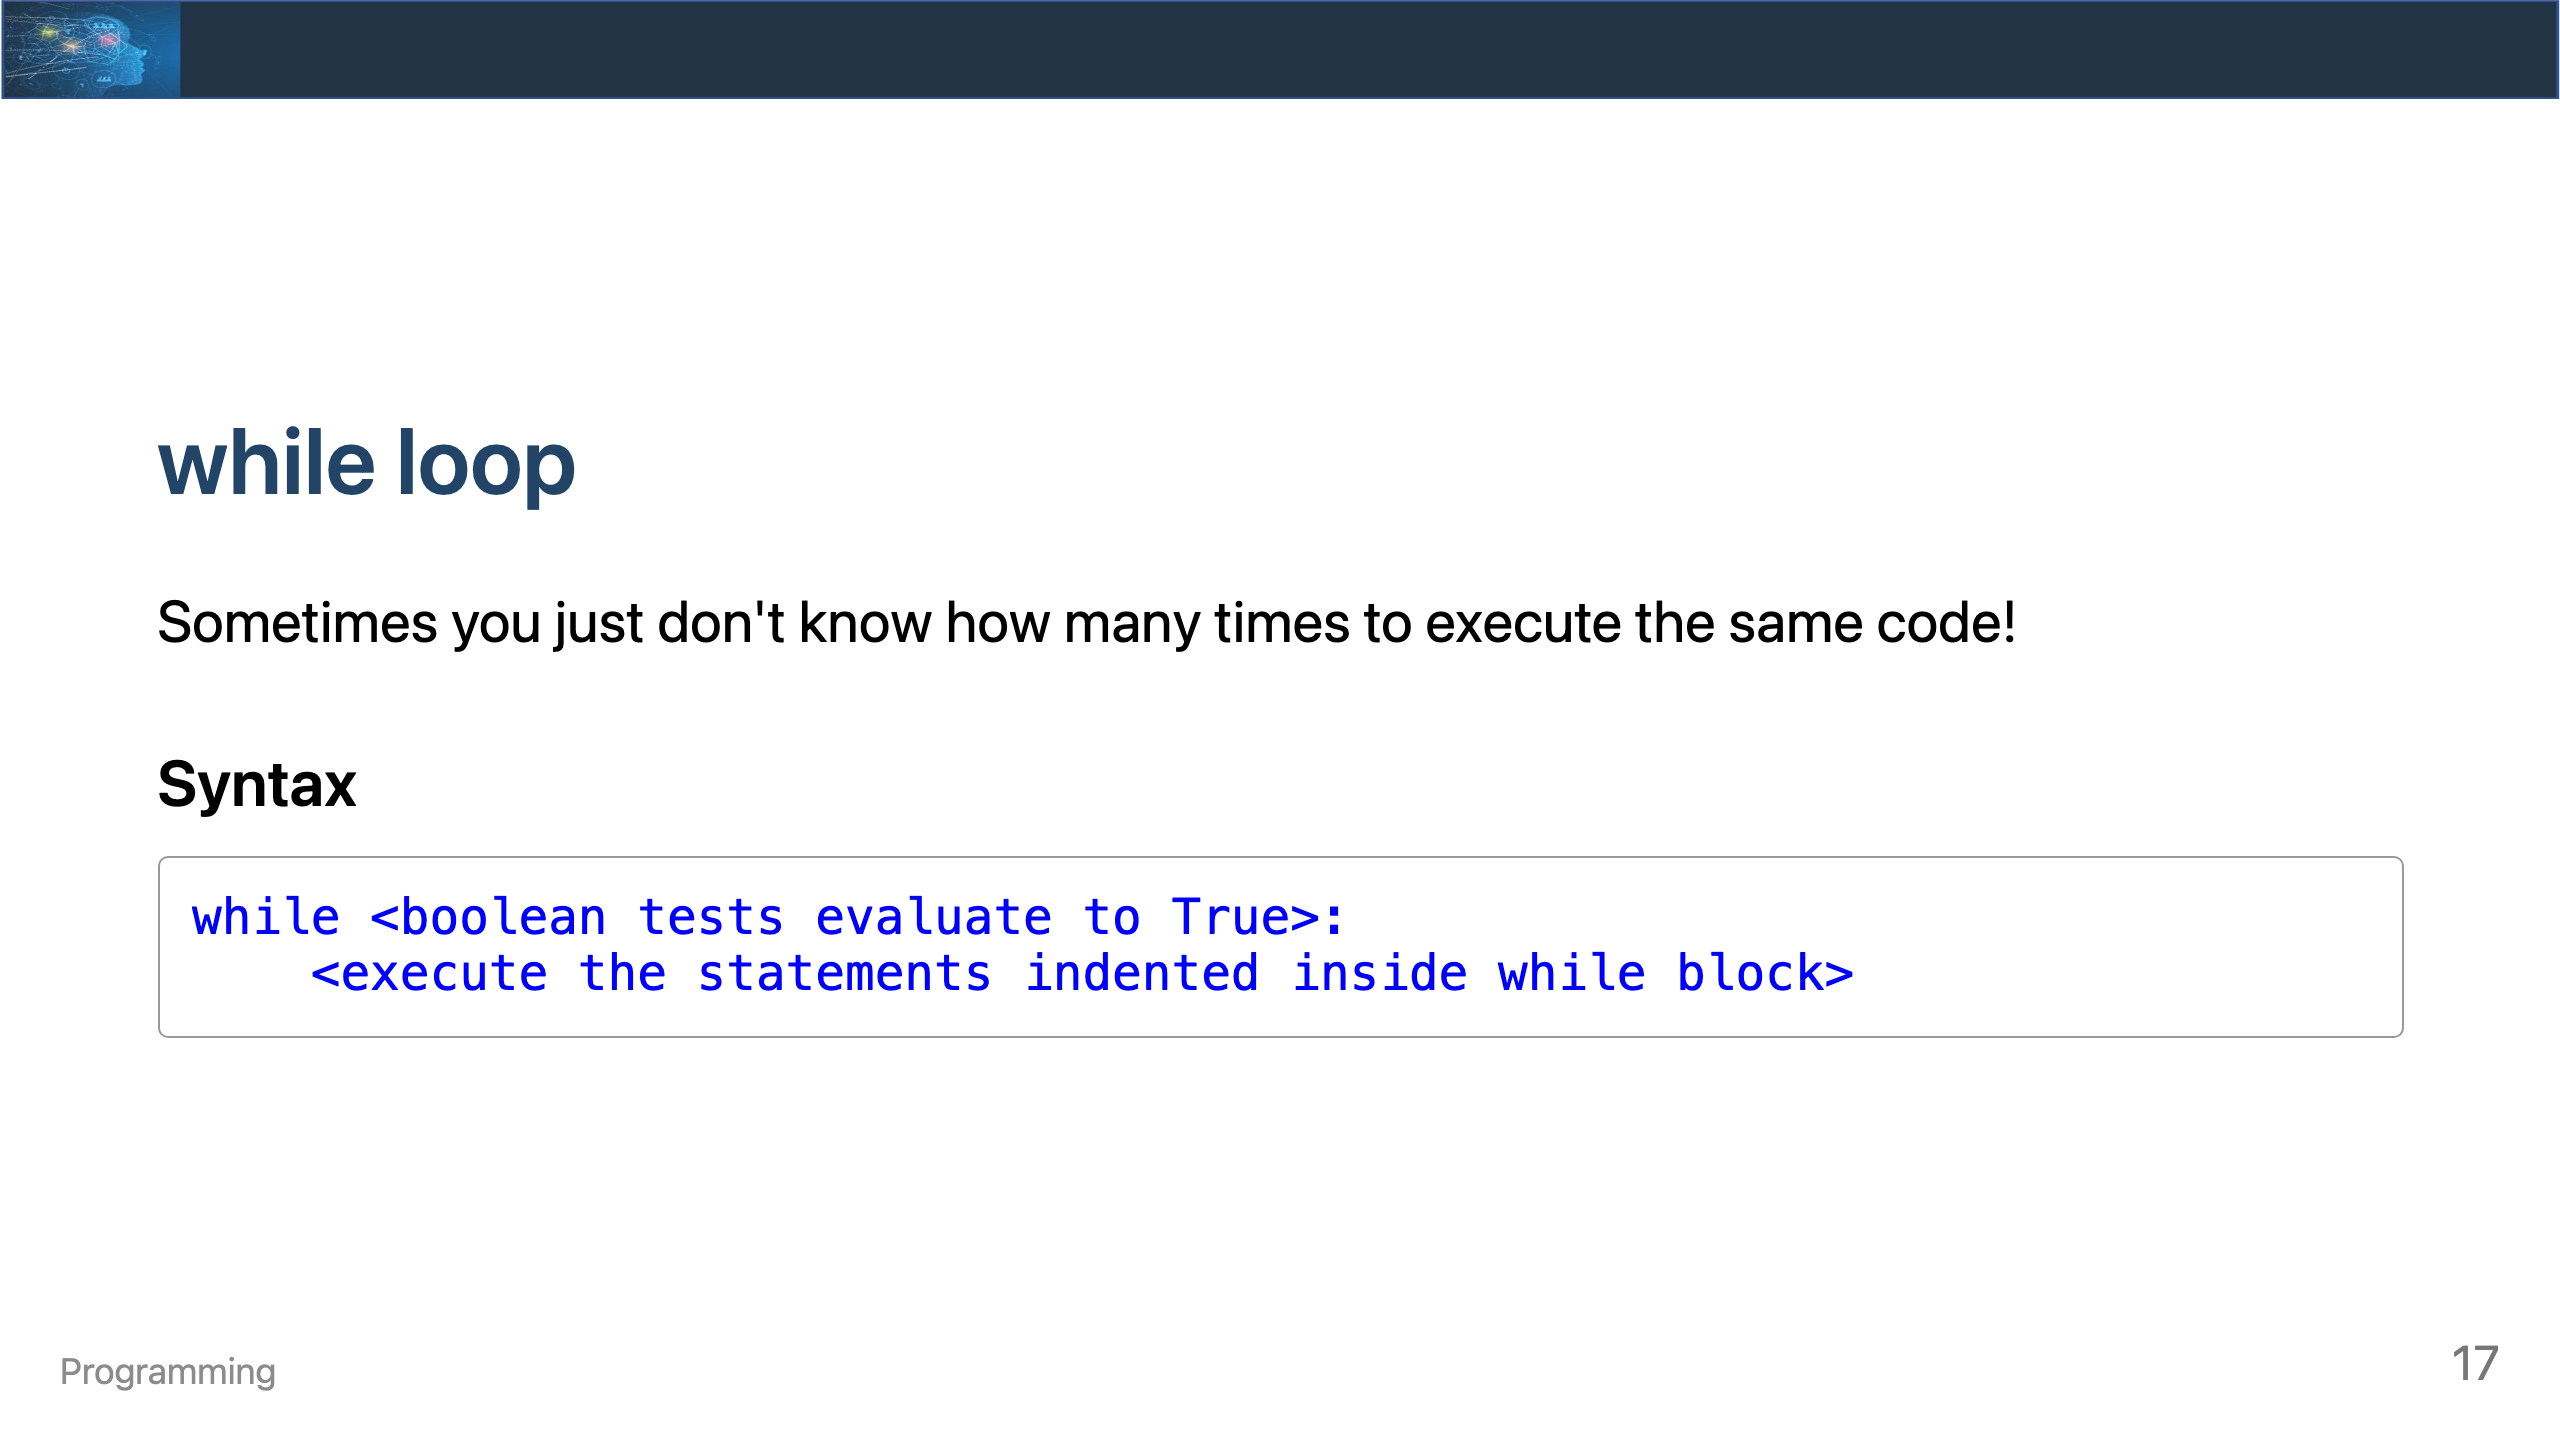 while loop
Sometimes you just don't know how many times to execute the same code!
Syntax
while <boolean tests evaluate to True>:
    <execute the statements indented inside while block>
Programming
17